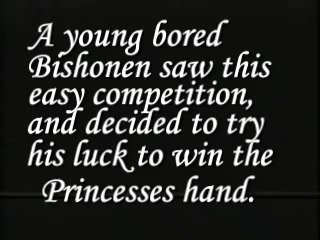 A young bored
Bishonen saw this
easy competition,
and decided to try
his luck to win the
Princesses hand.